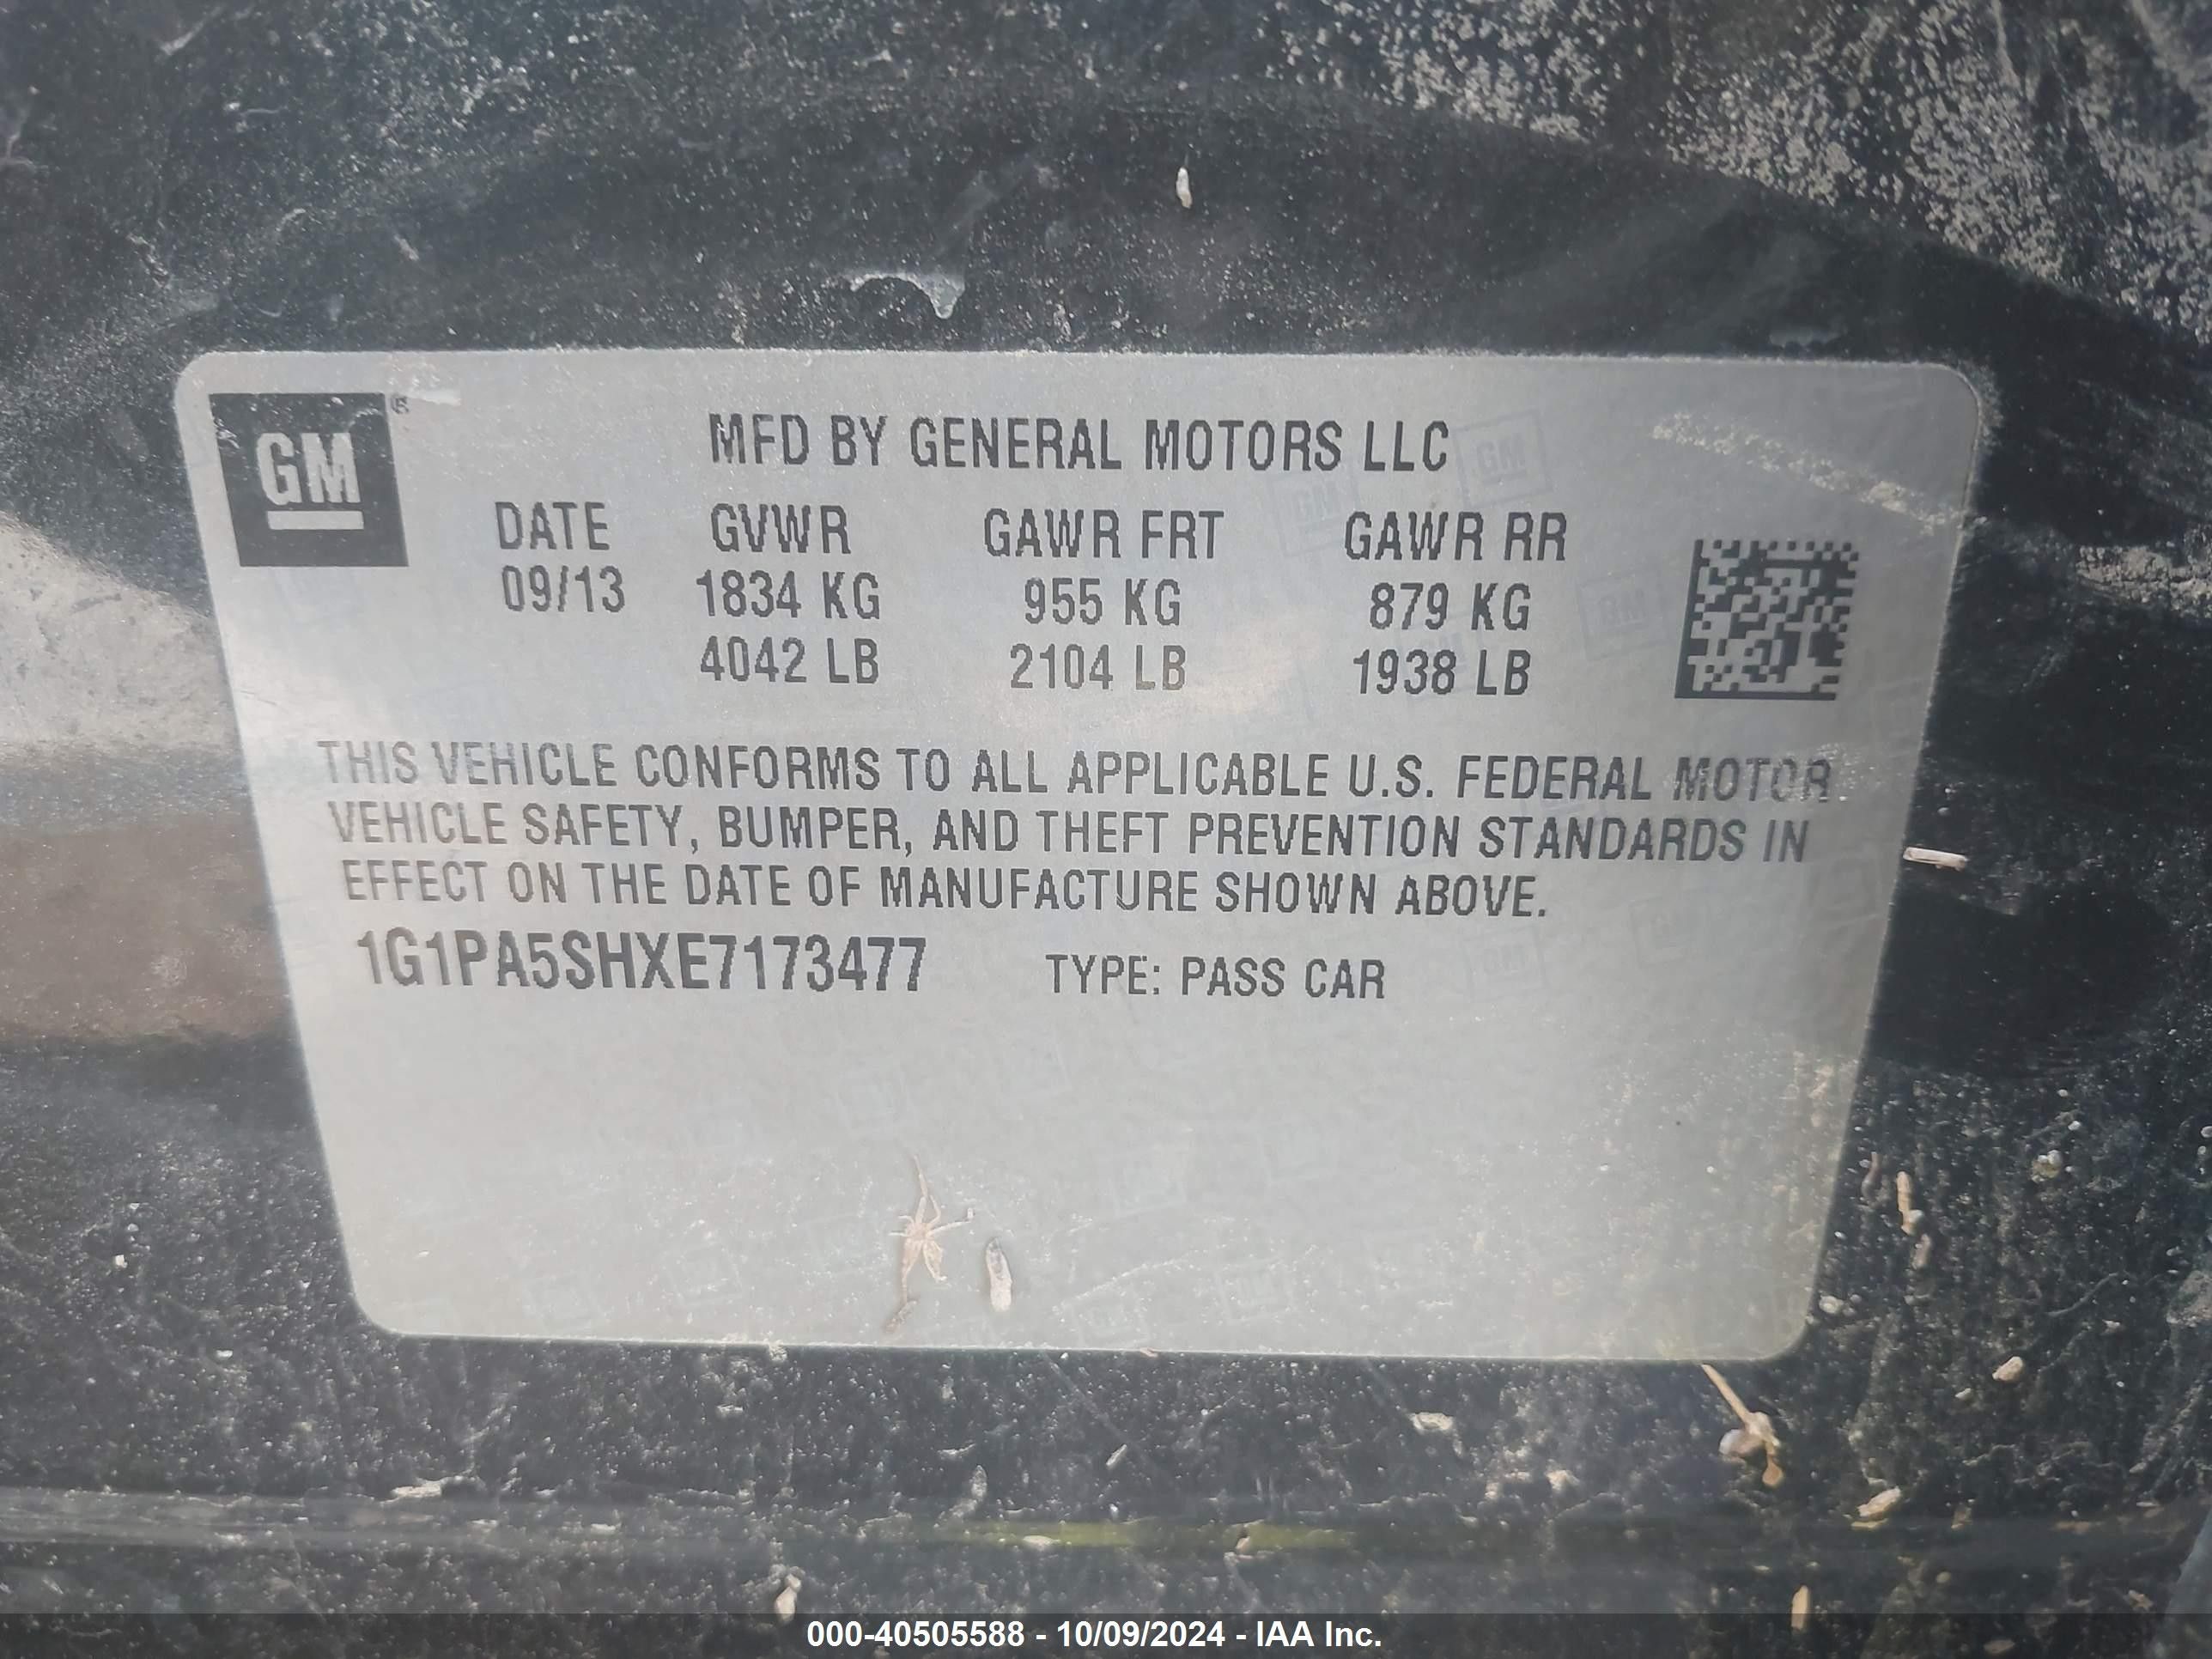 GM
MFD BY GENERAL MOTORS LLC
DATE GVWR GAWR FRT GAWR RR
09/13 1834 KG 955 KG 879 KG
4042 LB 2104 LB 1938 LB
THIS VEHICLE CONFORMS TO ALL APPLICABLE U.S. FEDERAL MOTOR
VEHICLE SAFETY, BUMPER, AND THEFT PREVENTION STANDARDS IN
EFFECT ON THE DATE OF MANUFACTURE SHOWN ABOVE.
1G1PA5SHXE7173477 TYPE: PASS CAR
000-40505588 - 10/09/2024 - IAA Inc.